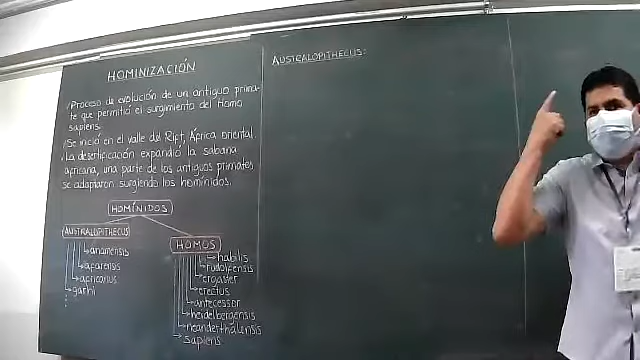 HOMINIZACIÓN
Proceso de evolución de un antiguo prima-
te que permitió el surgimiento del Homo
sapiens.
Se inició en el valle del Rift, África oriental.
La desertificación expandió la sabana
africana, una parte de los antiguos primates
se adaptaron surgiendo los homínidos.
HOMÍNIDOS
AUSTRALOPITHECUS
anamensis
afarensis
africanus
garhi
HOMOS
habilis
rudolfensis
ergaster
erectus
antecessor
heidelbergensis
neanderthalensis
sapiens
AUSTRALOPITHECUS: